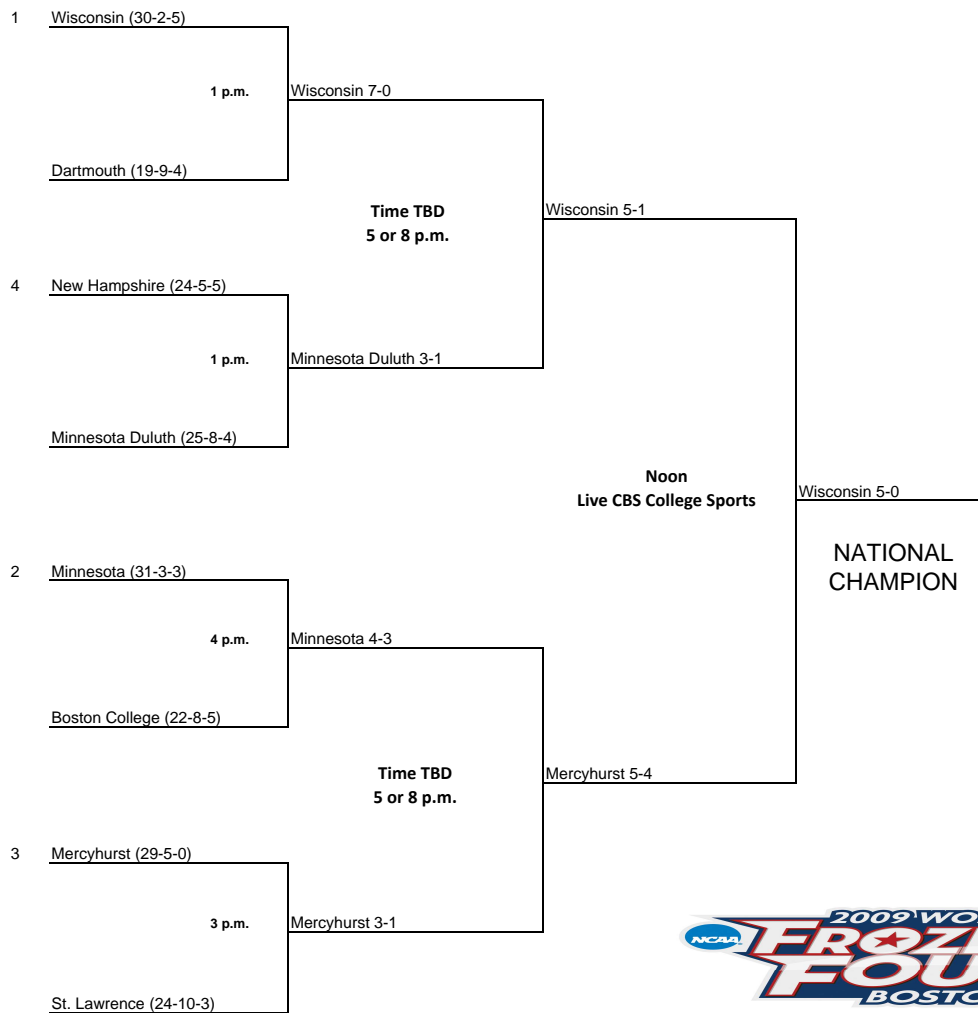 1 Wisconsin (30-2-5)
1 p.m. Wisconsin 7-0
Dartmouth (19-9-4)
Time TBD
5 or 8 p.m.
Wisconsin 5-1
4 New Hampshire (24-5-5)
1 p.m. Minnesota Duluth 3-1
Minnesota Duluth (25-8-4)
Noon
Live CBS College Sports
Wisconsin 5-0
NATIONAL
CHAMPION
2 Minnesota (31-3-3)
4 p.m. Minnesota 4-3
Boston College (22-8-5)
Time TBD
5 or 8 p.m.
Mercyhurst 5-4
3 Mercyhurst (29-5-0)
3 p.m. Mercyhurst 3-1
St. Lawrence (24-10-3)
2009 WO
NCAA FROZ
FOU
BOSTO